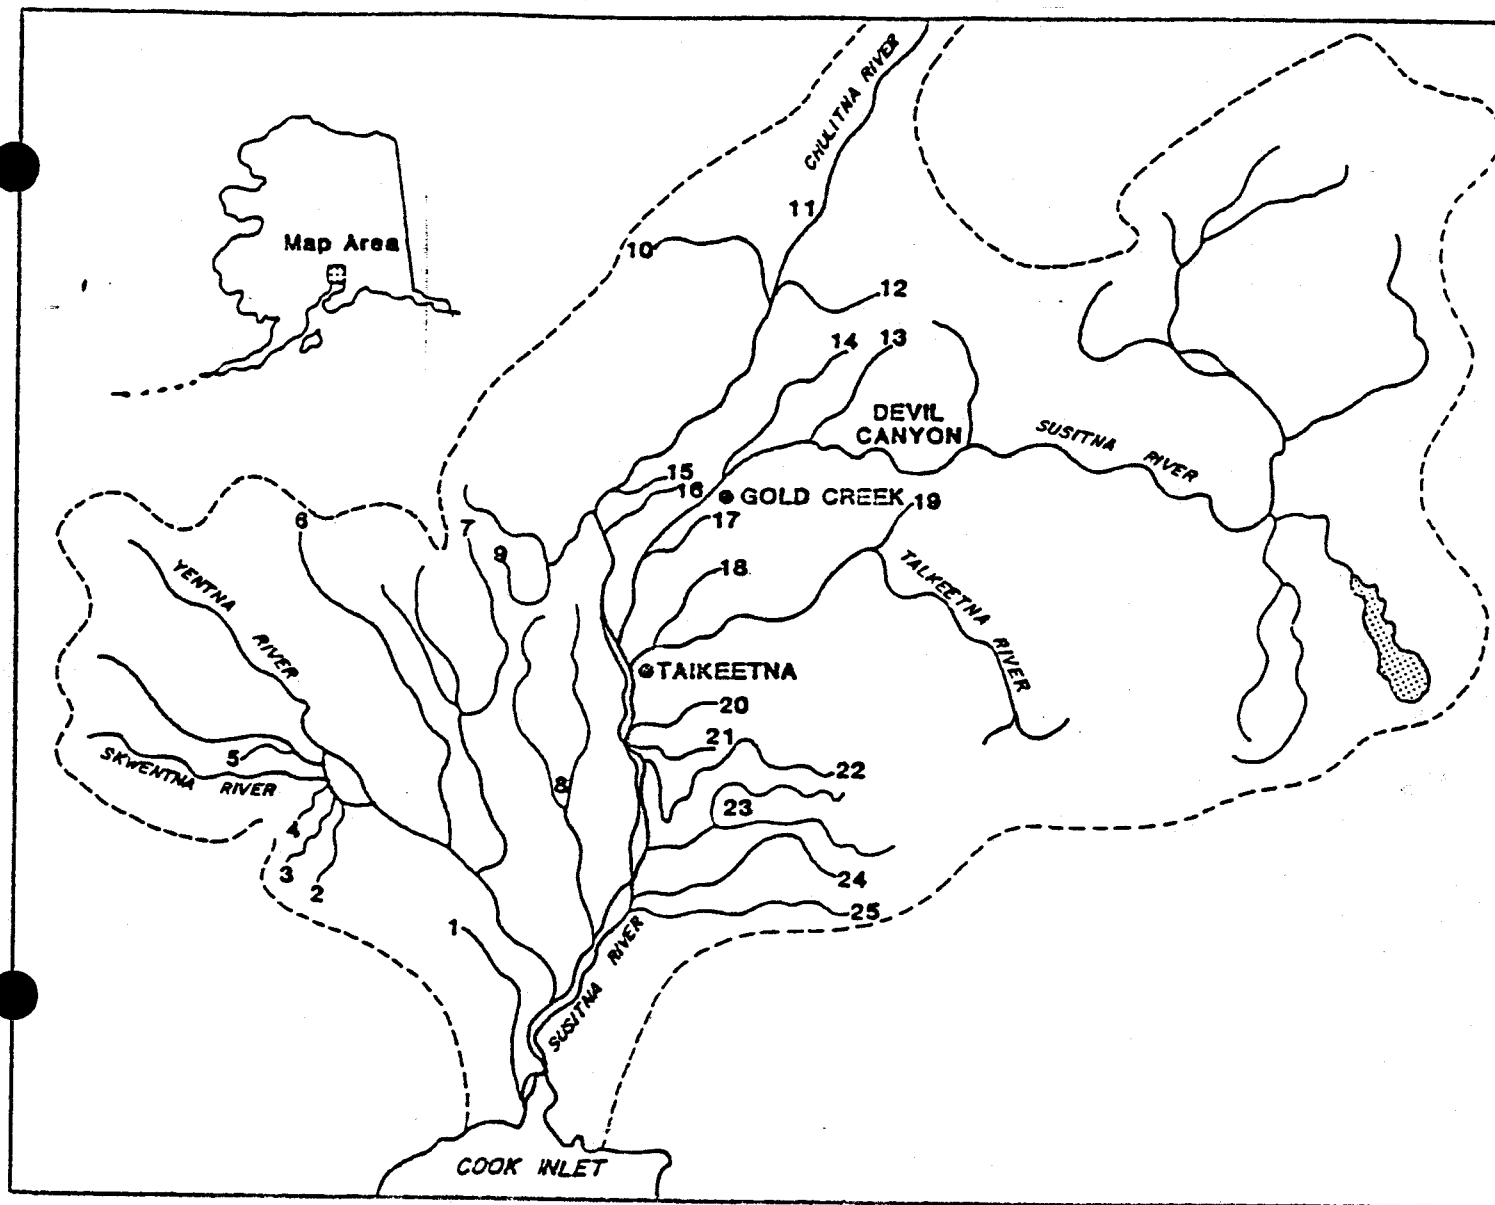 CHULITNA RIVER
Map Area
11
10
12
14
13
DEVIL
CANYON
SUSITNA RIVER
15
16
GOLD CREEK
19
6
7
17
9
YENTNA RIVER
18
TALKEETNA RIVER
TAIKEETNA
20
21
5
SKWENTNA RIVER
22
8
23
4
3
2
24
25
1
SUSITNA RIVER
COOK INLET